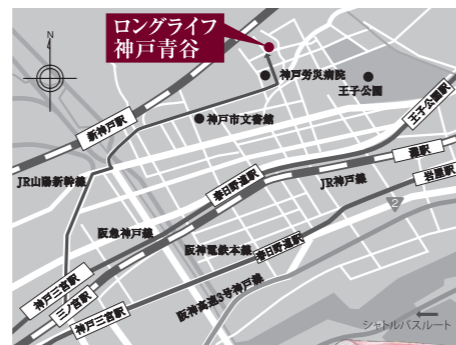 ロングライフ
神戸青谷
N
神戸労災病院
王子公園
神戸市文書館
新神戸駅
王子公園駅
JR山陽新幹線
灘駅
岩屋駅
春日野道駅
JR神戸線
2
阪急神戸線
阪神電鉄本線
春日野道駅
神戸三宮駅
三ノ宮駅
神戸三宮駅
阪神高速3号神戸線
シャトルバスルート